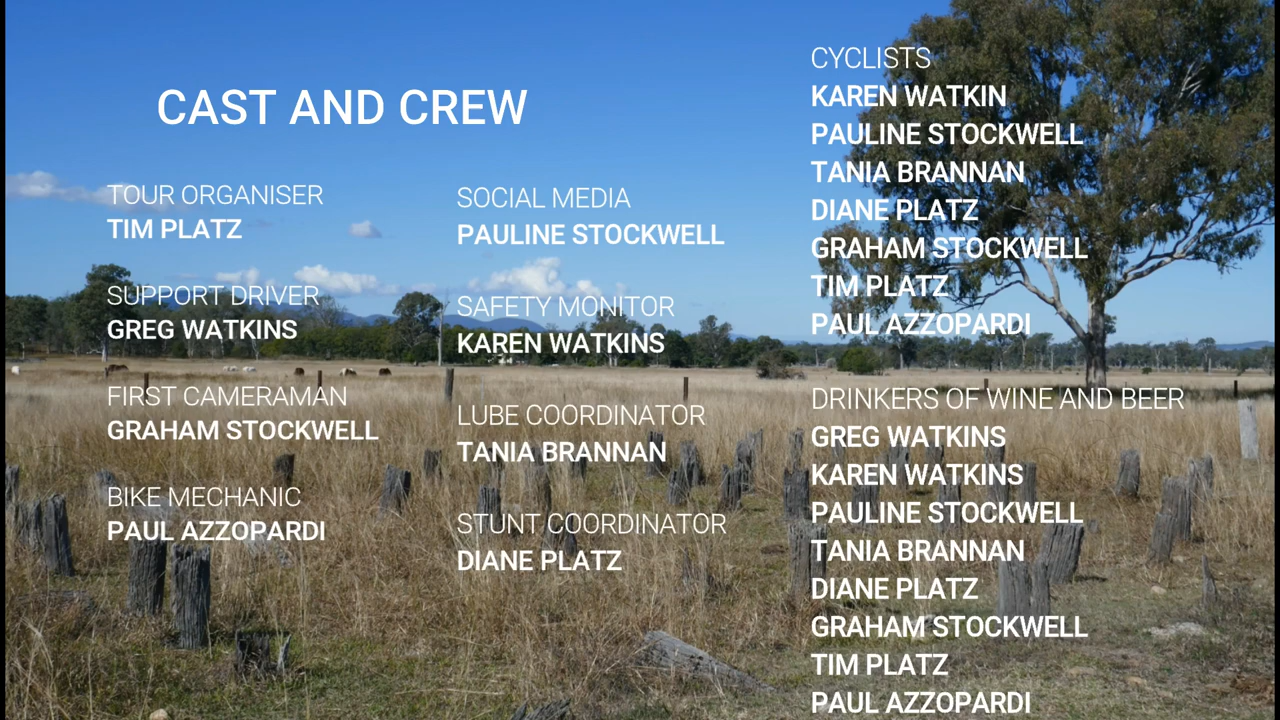 CAST AND CREW
TOUR ORGANISER
TIM PLATZ
SUPPORT DRIVER
GREG WATKINS
FIRST CAMERAMAN
GRAHAM STOCKWELL
BIKE MECHANIC
PAUL AZZOPARDI
SOCIAL MEDIA
PAULINE STOCKWELL
SAFETY MONITOR
KAREN WATKINS
LUBE COORDINATOR
TANIA BRANNAN
STUNT COORDINATOR
DIANE PLATZ
CYCLISTS
KAREN WATKIN
PAULINE STOCKWELL
TANIA BRANNAN
DIANE PLATZ
GRAHAM STOCKWELL
TIM PLATZ
PAUL AZZOPARDI
DRINKERS OF WINE AND BEER
GREG WATKINS
KAREN WATKINS
PAULINE STOCKWELL
TANIA BRANNAN
DIANE PLATZ
GRAHAM STOCKWELL
TIM PLATZ
PAUL AZZOPARDI